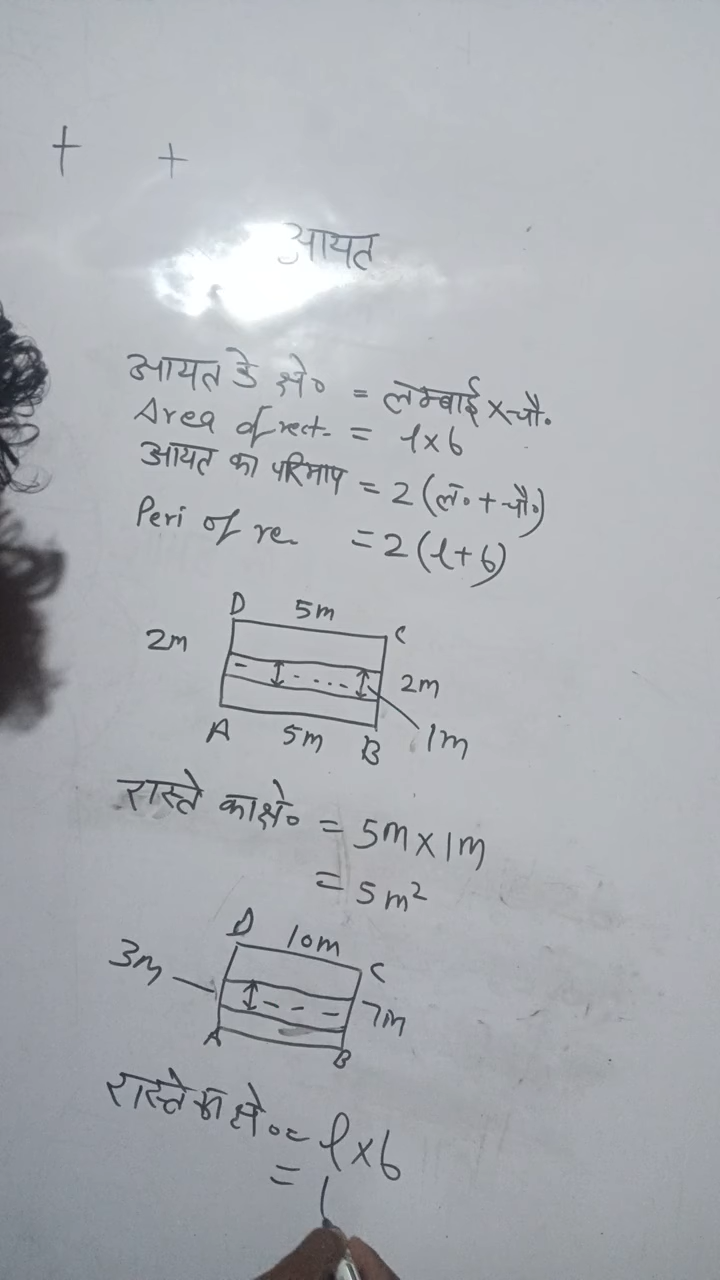 + +
आयत
आयत के क्षे० = लम्बाई × चौ.
Area of rect. = l×b
आयत का परिमाप = 2(लं० + चौ०)
Peri of re. = 2(l+b)
D 5m C
2m
2m
A 5m B 1m
रास्ते का क्षे० = 5m × 1m
= 5m²
D 10m C
3m
7m
A B
रास्ते का क्षे० = l×b
= 1